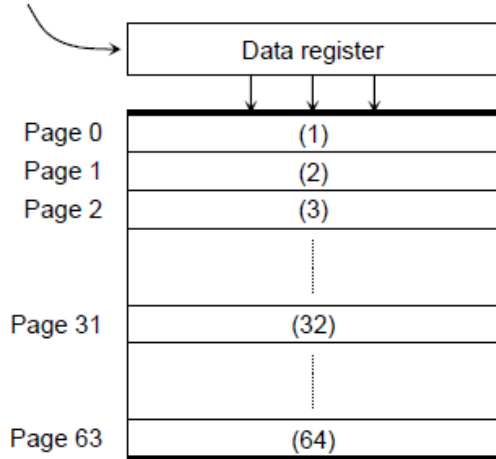 Data register
Page 0 (1)
Page 1 (2)
Page 2 (3)
Page 31 (32)
Page 63 (64)